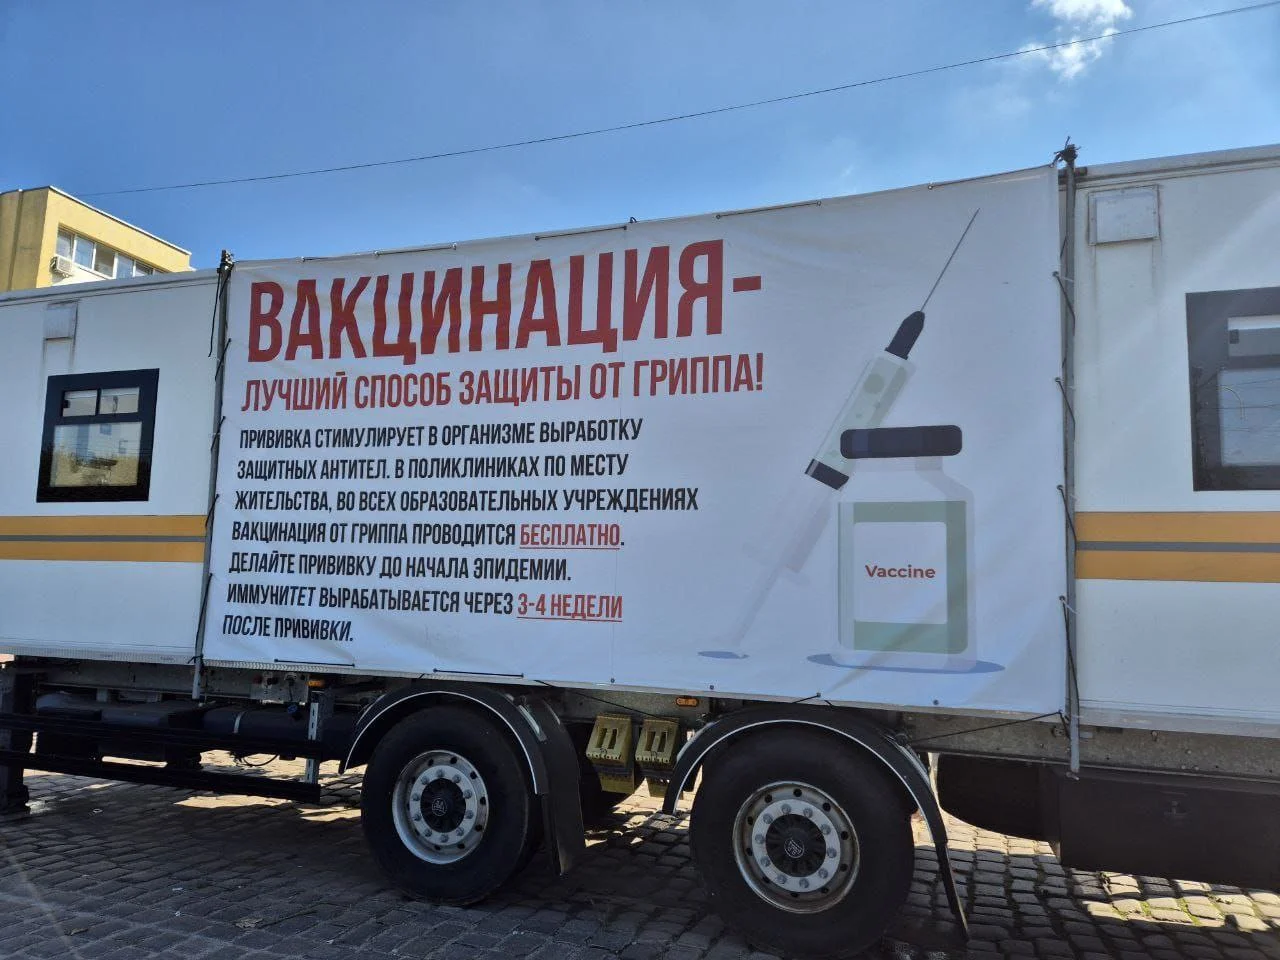 ВАКЦИНАЦИЯ-
ЛУЧШИЙ СПОСОБ ЗАЩИТЫ ОТ ГРИППА!
ПРИВИВКА СТИМУЛИРУЕТ В ОРГАНИЗМЕ ВЫРАБОТКУ
ЗАЩИТНЫХ АНТИТЕЛ. В ПОЛИКЛИНИКАХ ПО МЕСТУ
ЖИТЕЛЬСТВА, ВО ВСЕХ ОБРАЗОВАТЕЛЬНЫХ УЧРЕЖДЕНИЯХ
ВАКЦИНАЦИЯ ОТ ГРИППА ПРОВОДИТСЯ БЕСПЛАТНО.
ДЕЛАЙТЕ ПРИВИВКУ ДО НАЧАЛА ЭПИДЕМИИ.
ИММУНИТЕТ ВЫРАБАТЫВАЕТСЯ ЧЕРЕЗ 3-4 НЕДЕЛИ
ПОСЛЕ ПРИВИВКИ.
Vaccine